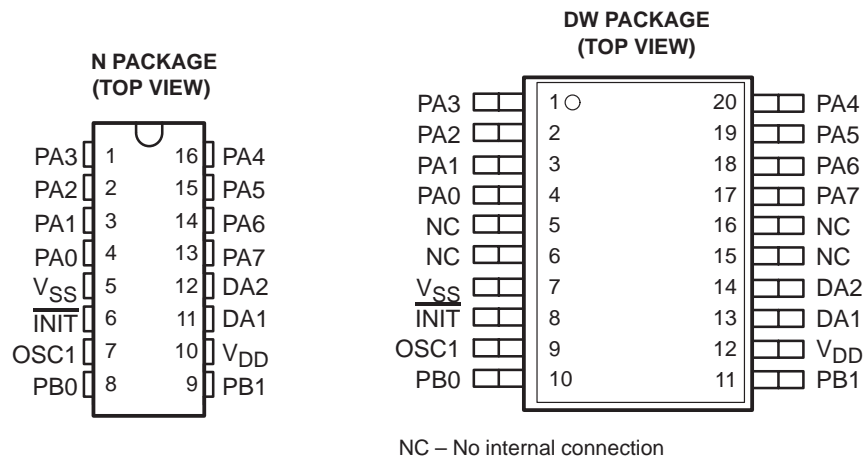 N PACKAGE
(TOP VIEW)
PA3 1 16 PA4
PA2 2 15 PA5
PA1 3 14 PA6
PA0 4 13 PA7
VSS 5 12 DA2
INIT 6 11 DA1
OSC1 7 10 VDD
PB0 8 9 PB1
DW PACKAGE
(TOP VIEW)
PA3 1 20 PA4
PA2 2 19 PA5
PA1 3 18 PA6
PA0 4 17 PA7
NC 5 16 NC
NC 6 15 NC
VSS 7 14 DA2
INIT 8 13 DA1
OSC1 9 12 VDD
PB0 10 11 PB1
NC – No internal connection